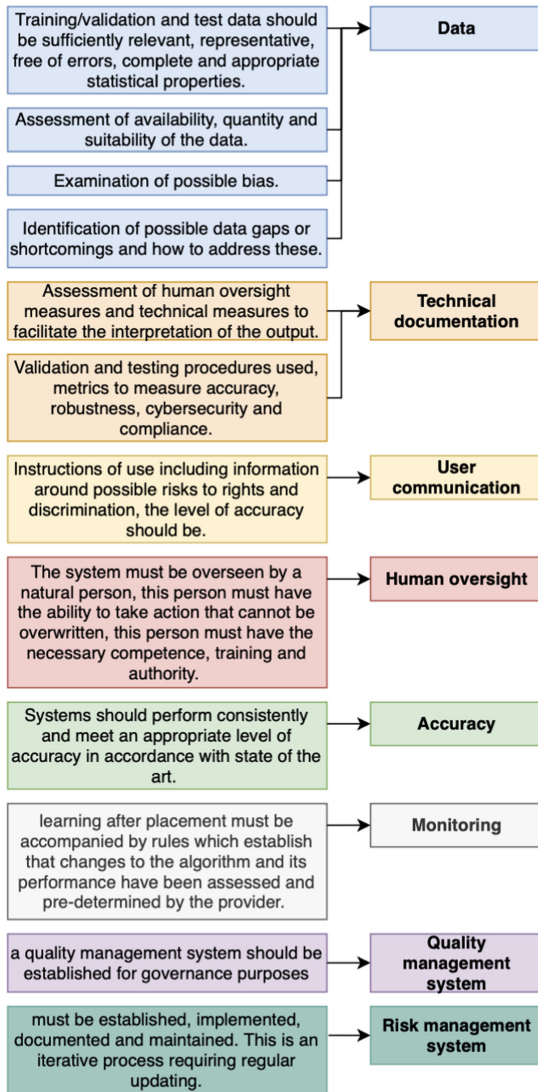 Training/validation and test data should
be sufficiently relevant, representative,
free of errors, complete and appropriate
statistical properties.
Data
Assessment of availability, quantity and
suitability of the data.
Examination of possible bias.
Identification of possible data gaps or
shortcomings and how to address these.
Assessment of human oversight
measures and technical measures to
facilitate the interpretation of the output.
Technical
documentation
Validation and testing procedures used,
metrics to measure accuracy,
robustness, cybersecurity and
compliance.
Instructions of use including information
around possible risks to rights and
discrimination, the level of accuracy
should be.
User
communication
The system must be overseen by a
natural person, this person must have
the ability to take action that cannot be
overwritten, this person must have the
necessary competence, training and
authority.
Human oversight
Systems should perform consistently
and meet an appropriate level of
accuracy in accordance with state of the
art.
Accuracy
learning after placement must be
accompanied by rules which establish
that changes to the algorithm and its
performance have been assessed and
pre-determined by the provider.
Monitoring
a quality management system should be
established for governance purposes
Quality
management
system
must be established, implemented,
documented and maintained. This is an
iterative process requiring regular
updating.
Risk management
system